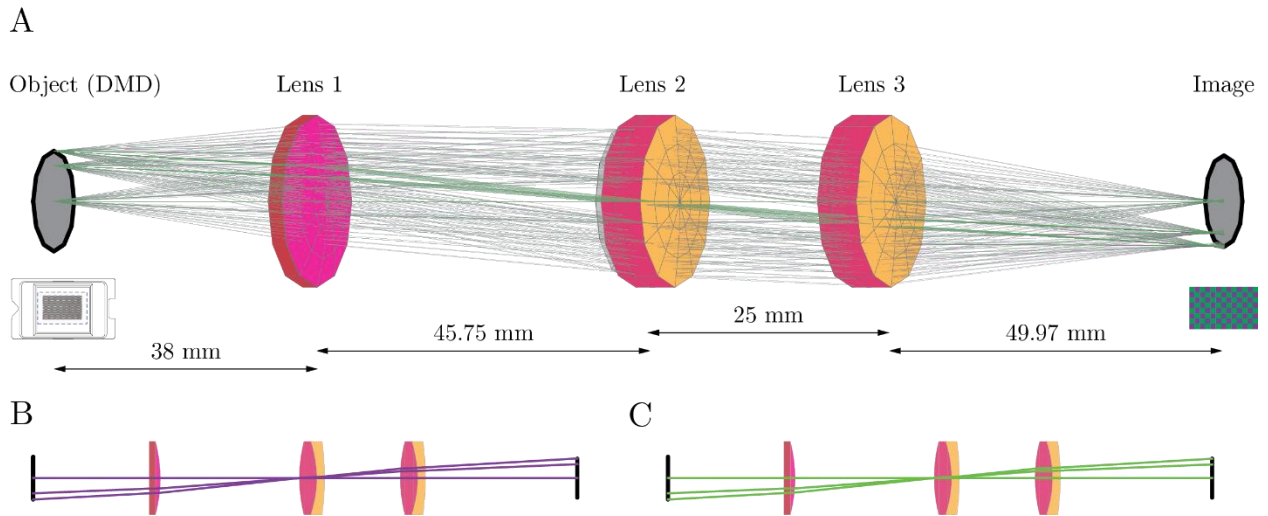 A
Object (DMD)
Lens 1
Lens 2
Lens 3
Image
38 mm
45.75 mm
25 mm
49.97 mm
B
C